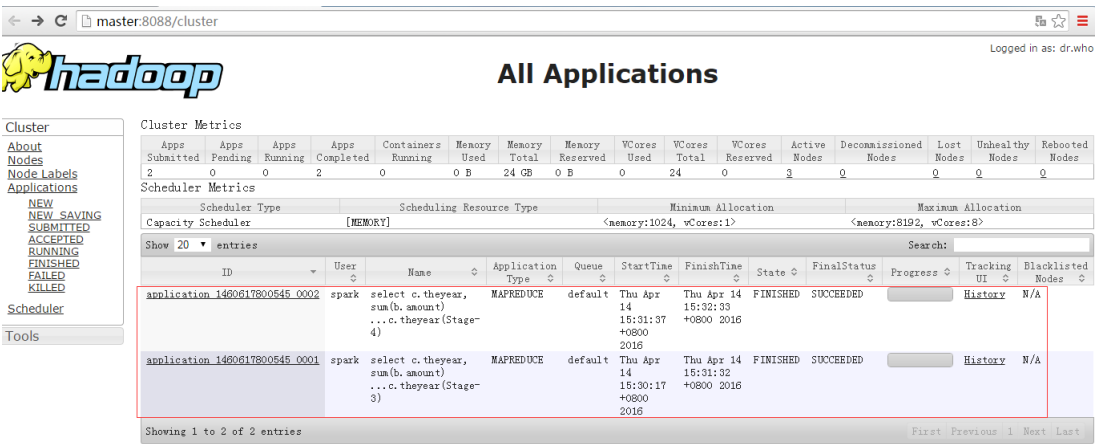 master:8088/cluster
Logged in as: dr.who
hadoop
All Applications
Cluster
About
Nodes
Node Labels
Applications
NEW
NEW_SAVING
SUBMITTED
ACCEPTED
RUNNING
FINISHED
FAILED
KILLED
Scheduler
Tools
Cluster Metrics
Apps Submitted Apps Pending Apps Running Apps Completed Containers Running Memory Used Memory Total Memory Reserved VCores Used VCores Total VCores Reserved Active Nodes Decommissioned Nodes Lost Nodes Unhealthy Nodes Rebooted Nodes
2 0 0 2 0 0 B 24 GB 0 B 0 24 0 3 0 0 0 0
Scheduler Metrics
Scheduler Type Scheduling Resource Type Minimum Allocation Maximum Allocation
Capacity Scheduler [MEMORY] <memory:1024, vCores:1> <memory:8192, vCores:8>
Show 20 entries Search:
ID User Name Application Type Queue StartTime FinishTime State FinalStatus Progress Tracking UI Blacklisted Nodes
application_1460617800545_0002 spark select c.theyear, MAPREDUCE default Thu Apr Thu Apr 14 FINISHED SUCCEEDED History N/A
sum(b.amount) 14 15:32:33
...c.theyear(Stage- 15:31:37 +0800 2016
4) +0800
2016
application_1460617800545_0001 spark select c.theyear, MAPREDUCE default Thu Apr Thu Apr 14 FINISHED SUCCEEDED History N/A
sum(b.amount) 14 15:31:32
...c.theyear(Stage- 15:30:17 +0800 2016
3) +0800
2016
Showing 1 to 2 of 2 entries First Previous 1 Next Last